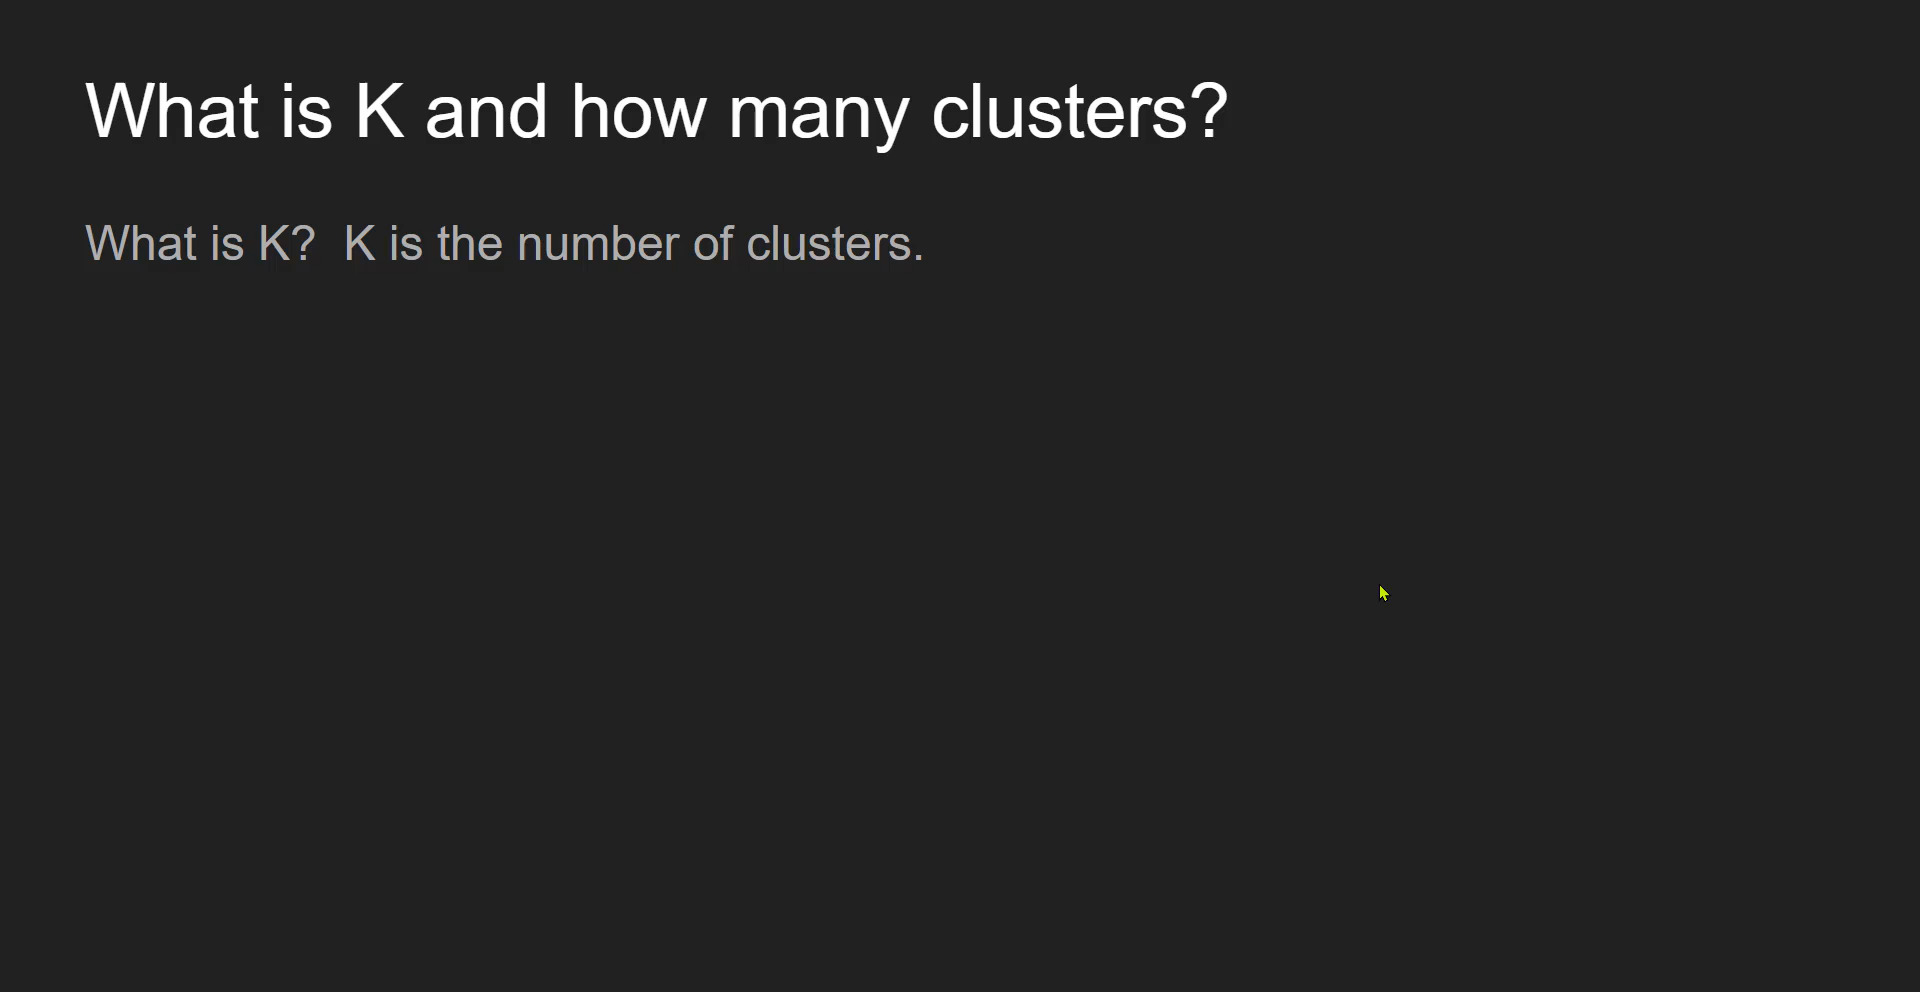 What is K and how many clusters?
What is K?  K is the number of clusters.